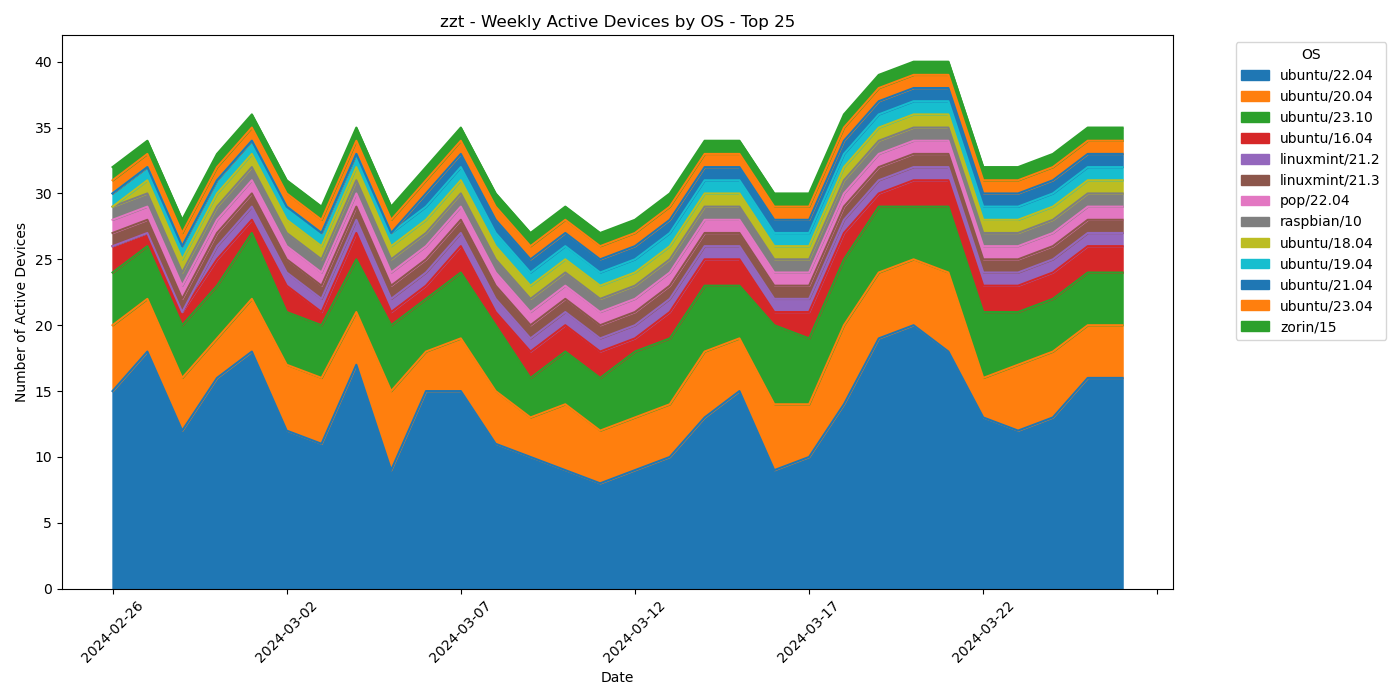 zzt - Weekly Active Devices by OS - Top 25
40
35
30
25
20
15
10
5
0
Number of Active Devices
2024-02-26
2024-03-02
2024-03-07
2024-03-12
2024-03-17
2024-03-22
Date
OS
ubuntu/22.04
ubuntu/20.04
ubuntu/23.10
ubuntu/16.04
linuxmint/21.2
linuxmint/21.3
pop/22.04
raspbian/10
ubuntu/18.04
ubuntu/19.04
ubuntu/21.04
ubuntu/23.04
zorin/15